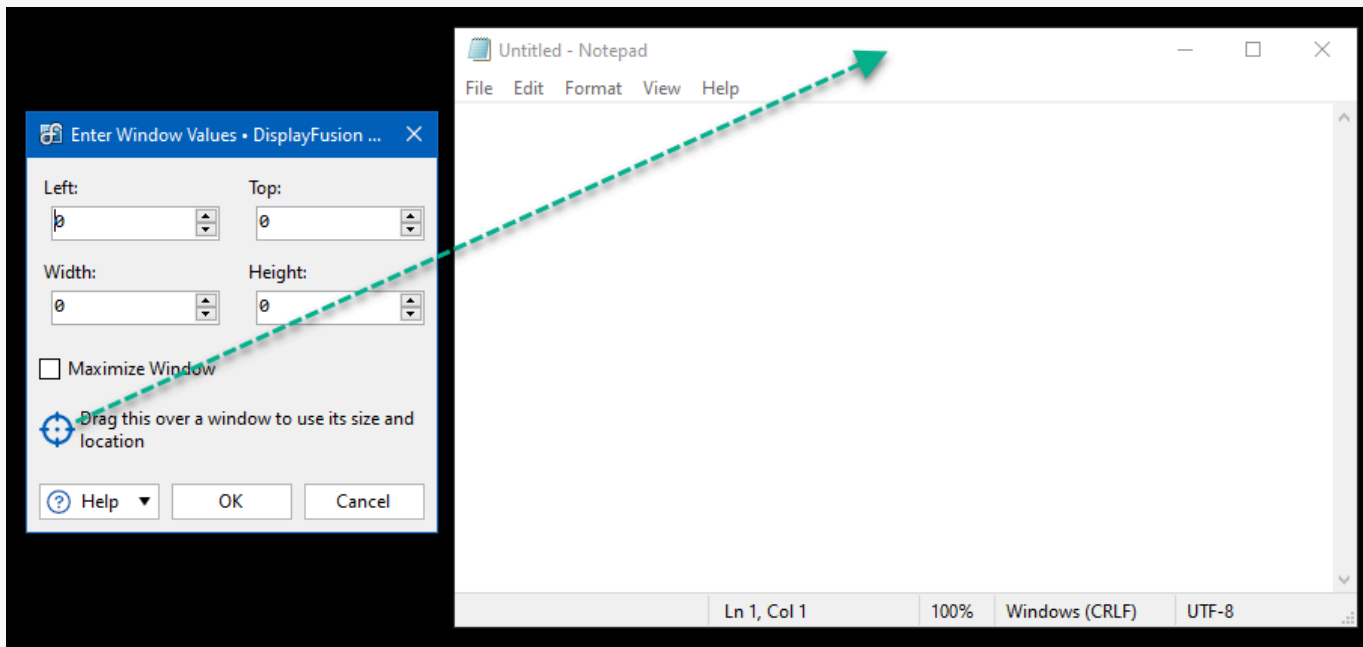 Enter Window Values • DisplayFusion ...
Left:
Top:
0
0
Width:
Height:
0
0
Maximize Window
Drag this over a window to use its size and
location
? Help
OK
Cancel
Untitled - Notepad
File Edit Format View Help
Ln 1, Col 1
100%
Windows (CRLF)
UTF-8